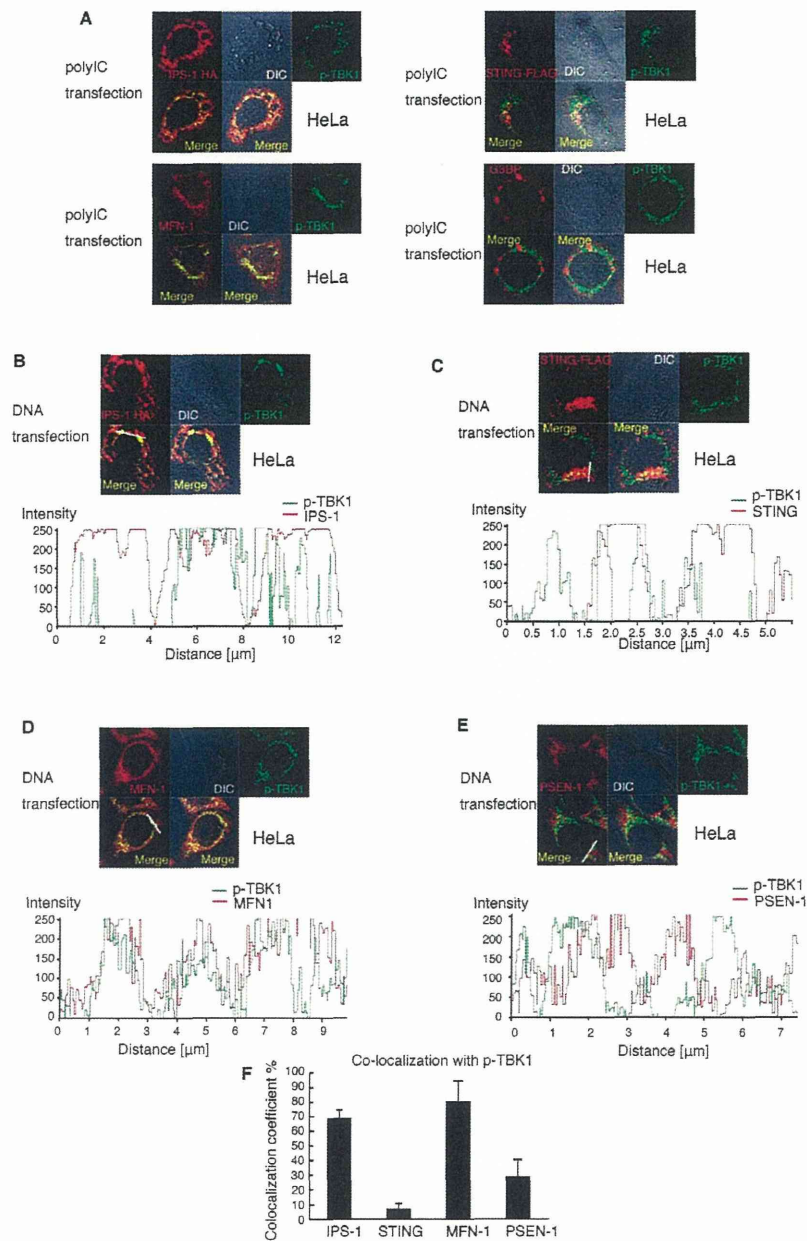 A
polyIC
transfection
IPS-1 HA
DIC
p-TBK1
Merge
Merge
HeLa
polyIC
transfection
STING-FLAG
DIC
p-TBK1
Merge
Merge
HeLa
polyIC
transfection
MFN-1
DIC
p-TBK1
Merge
Merge
HeLa
polyIC
transfection
G3BP
DIC
p-TBK1
Merge
Merge
HeLa
B
DNA
transfection
IPS-1 HA
DIC
p-TBK1
Merge
Merge
HeLa
Intensity
p-TBK1
IPS-1
250
200
150
100
50
0
0 2 4 6 8 10 12
Distance [µm]
C
DNA
transfection
STING-FLAG
DIC
p-TBK1
Merge
Merge
HeLa
Intensity
p-TBK1
STING
250
200
150
100
50
0
0.5 1.0 1.5 2.0 2.5 3.0 3.5 4.0 4.5 5.0
Distance [µm]
D
DNA
transfection
MFN-1
DIC
p-TBK1
Merge
Merge
HeLa
Intensity
p-TBK1
MFN1
250
200
150
100
50
0
0 1 2 3 4 5 6 7 8 9
Distance [µm]
E
DNA
transfection
PSEN-1
DIC
p-TBK1
Merge
Merge
HeLa
Intensity
p-TBK1
PSEN-1
250
200
150
100
50
0
0 1 2 3 4 5 6 7
Distance [µm]
F
Co-localization with p-TBK1
Colocalization coefficient %
100
90
80
70
60
50
40
30
20
10
0
IPS-1 STING MFN-1 PSEN-1